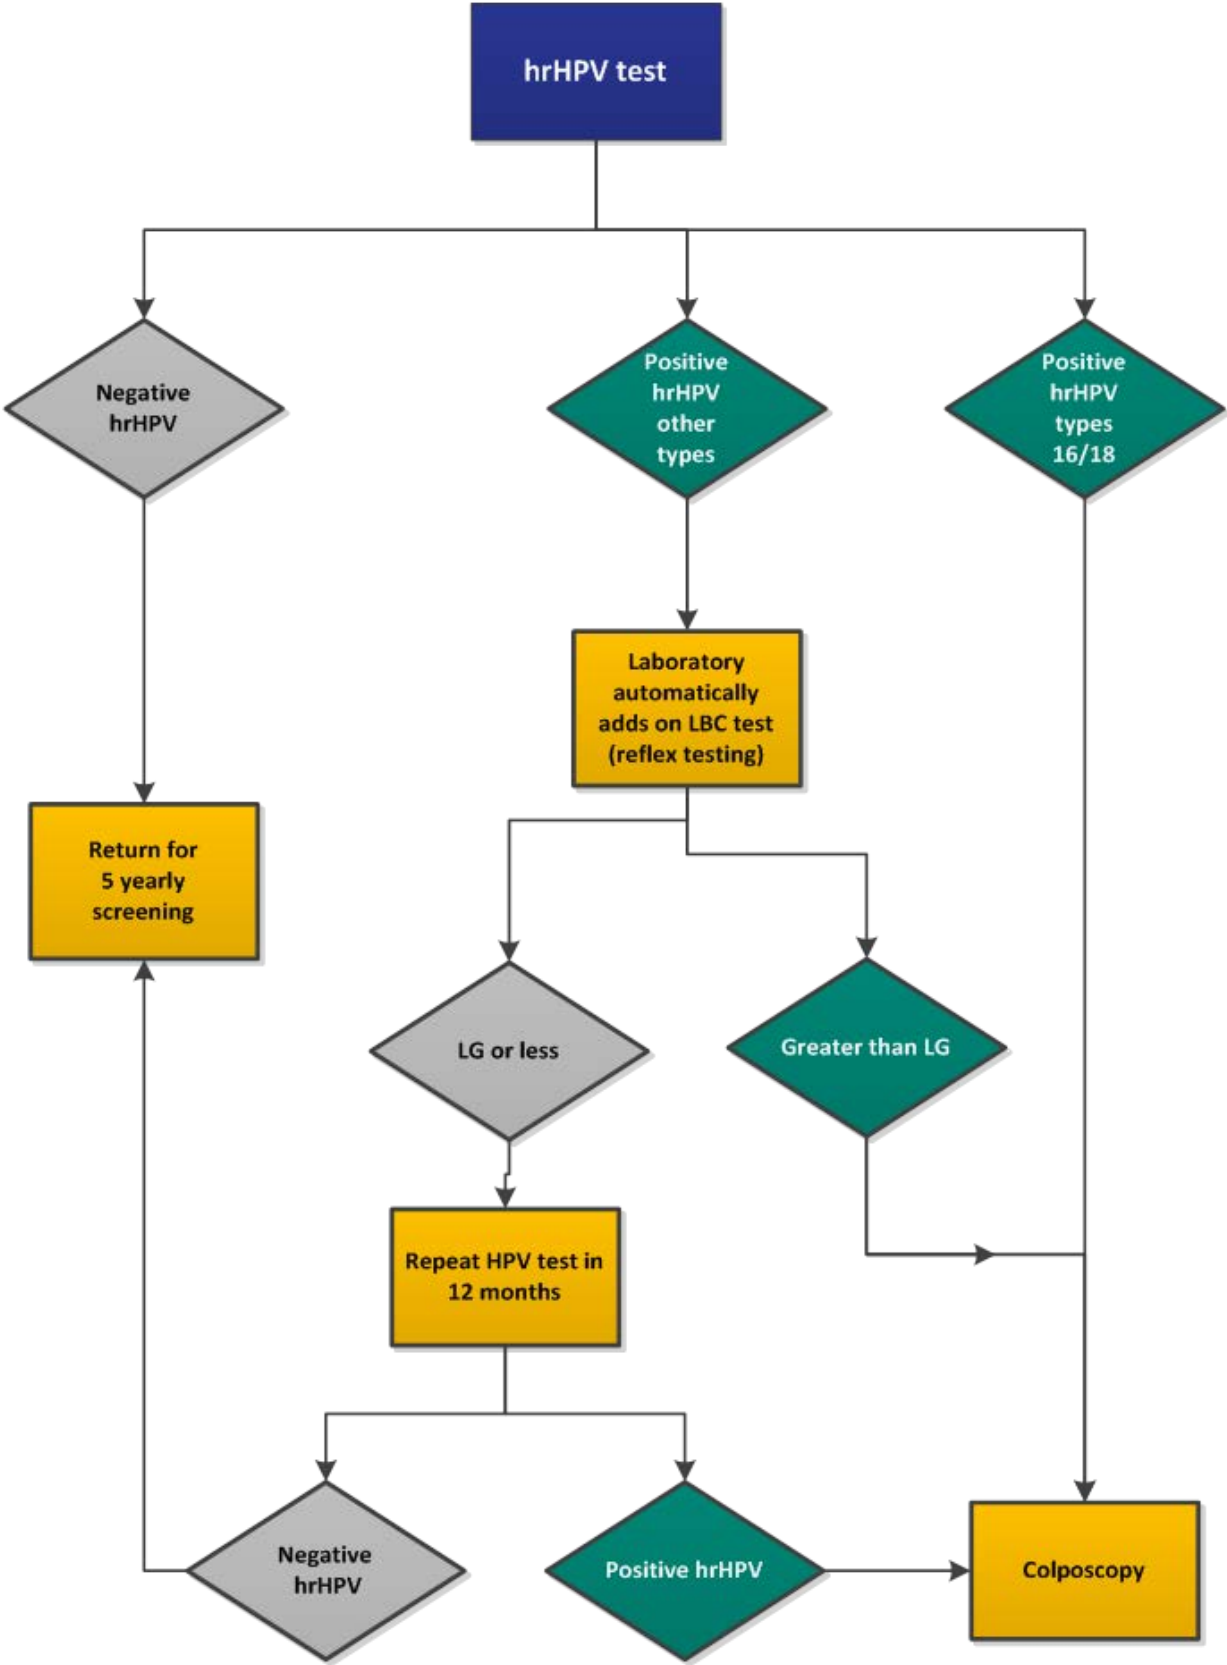 hrHPV test
Negative
hrHPV
Positive
hrHPV
other
types
Positive
hrHPV
types
16/18
Laboratory
automatically
adds on LBC test
(reflex testing)
Return for
5 yearly
screening
LG or less
Greater than LG
Repeat HPV test in
12 months
Negative
hrHPV
Positive hrHPV
Colposcopy